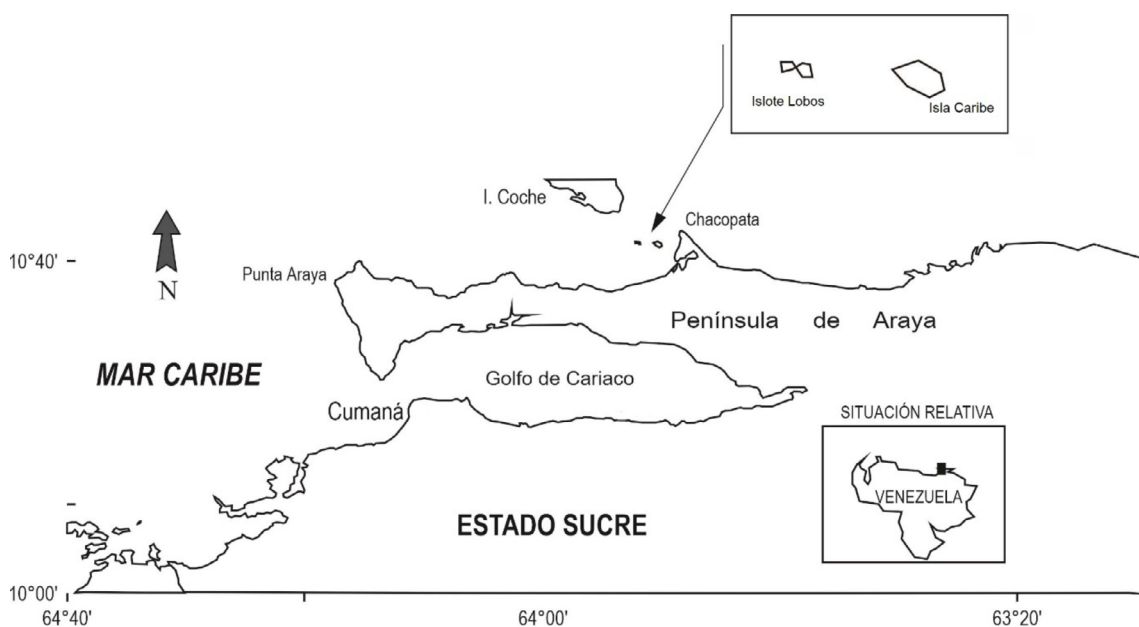 Islote Lobos
Isla Caribe
I. Coche
Chacopata
10°40'
Punta Araya
N
Península de Araya
MAR CARIBE
Golfo de Cariaco
Cumaná
SITUACIÓN RELATIVA
VENEZUELA
ESTADO SUCRE
10°00'
64°40'
64°00'
63°20'